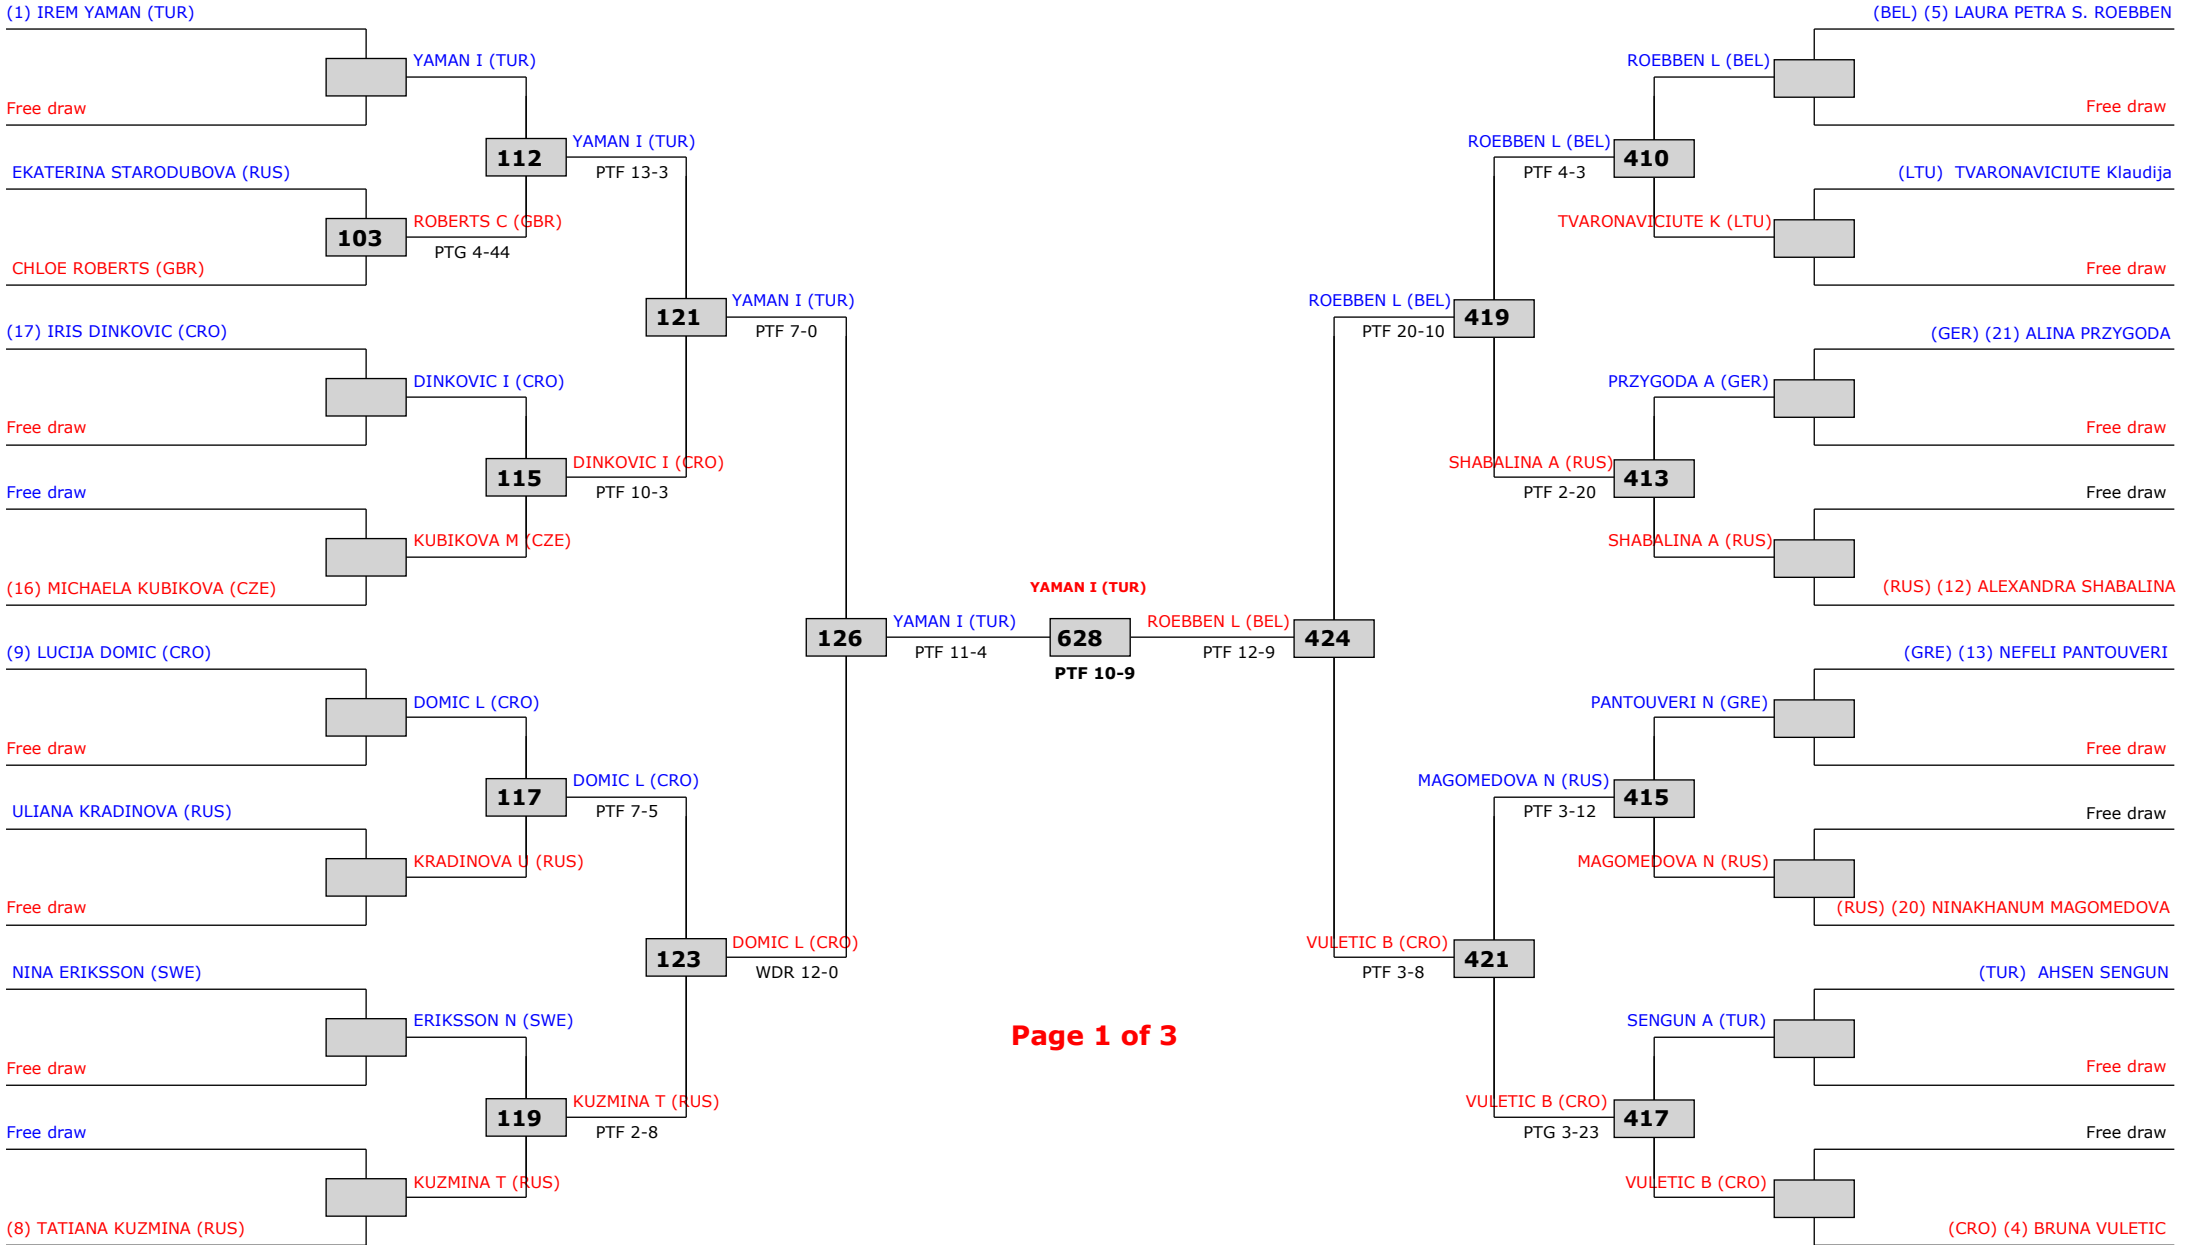 (1) IREM YAMAN (TUR)
Free draw
EKATERINA STARODUBOVA (RUS)
CHLOE ROBERTS (GBR)
(17) IRIS DINKOVIC (CRO)
Free draw
Free draw
(16) MICHAELA KUBIKOVA (CZE)
(9) LUCIJA DOMIC (CRO)
Free draw
ULIANA KRADINOVA (RUS)
Free draw
NINA ERIKSSON (SWE)
Free draw
Free draw
(8) TATIANA KUZMINA (RUS)
YAMAN I (TUR)
103
ROBERTS C (GBR)
PTG 4-44
DINKOVIC I (CRO)
KUBIKOVA M (CZE)
DOMIC L (CRO)
KRADINOVA U (RUS)
ERIKSSON N (SWE)
KUZMINA T (RUS)
112
YAMAN I (TUR)
PTF 13-3
115
DINKOVIC I (CRO)
PTF 10-3
117
DOMIC L (CRO)
PTF 7-5
119
KUZMINA T (RUS)
PTF 2-8
121
YAMAN I (TUR)
PTF 7-0
123
DOMIC L (CRO)
WDR 12-0
126
YAMAN I (TUR)
PTF 11-4
YAMAN I (TUR)
628
PTF 10-9
Page 1 of 3
ROEBBEN L (BEL)
PTF 12-9
424
ROEBBEN L (BEL)
PTF 20-10
419
VULETIC B (CRO)
PTF 3-8
421
ROEBBEN L (BEL)
PTF 4-3
410
SHABALINA A (RUS)
PTF 2-20
413
MAGOMEDOVA N (RUS)
PTF 3-12
415
VULETIC B (CRO)
PTG 3-23
417
ROEBBEN L (BEL)
TVARONAVICIUTE K (LTU)
PRZYGODA A (GER)
SHABALINA A (RUS)
PANTOUVERI N (GRE)
MAGOMEDOVA N (RUS)
SENGUN A (TUR)
VULETIC B (CRO)
(BEL) (5) LAURA PETRA S. ROEBBEN
Free draw
(LTU) TVARONAVICIUTE Klaudija
Free draw
(GER) (21) ALINA PRZYGODA
Free draw
Free draw
(RUS) (12) ALEXANDRA SHABALINA
(GRE) (13) NEFELI PANTOUVERI
Free draw
Free draw
(RUS) (20) NINAKHANUM MAGOMEDOVA
(TUR) AHSEN SENGUN
Free draw
Free draw
(CRO) (4) BRUNA VULETIC